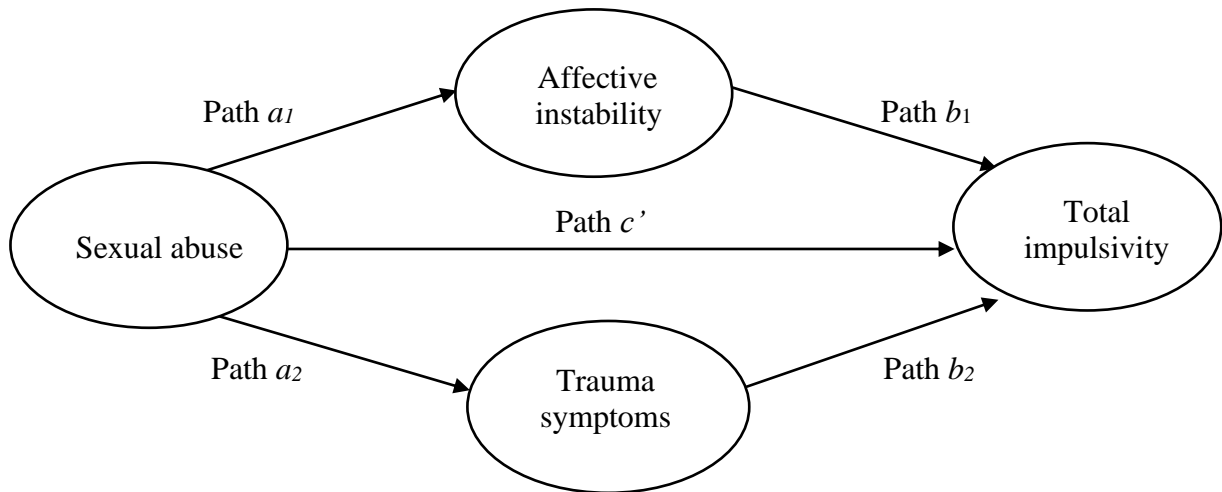 Affective
instability
Path a1
Path b1
Sexual abuse
Path c’
Total
impulsivity
Path a2
Trauma
symptoms
Path b2